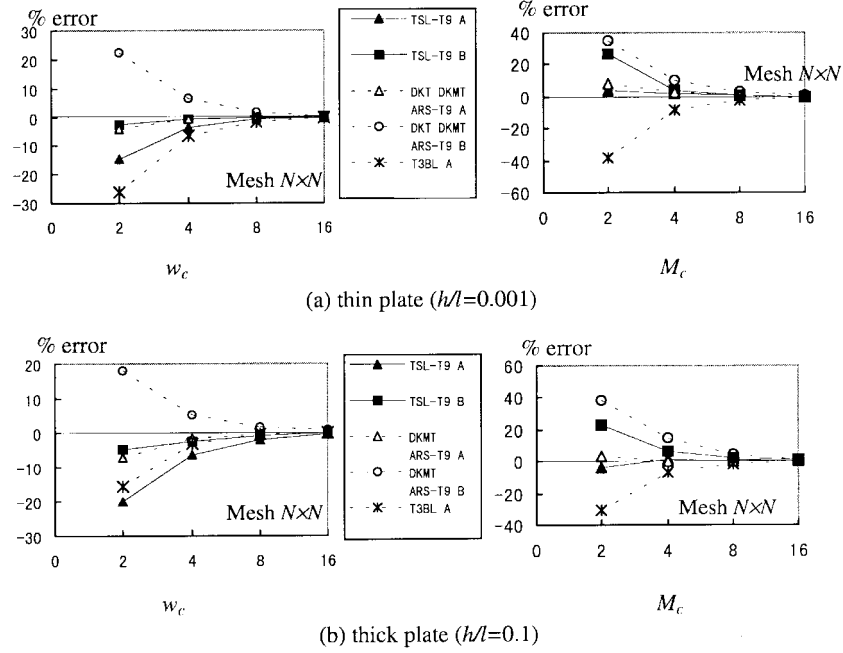 % error
30
20
10
0
-10
-20
-30
0
2
4
8
16
Mesh N×N
w_c
TSL-T9 A
TSL-T9 B
DKT DKMT
ARS-T9 A
DKT DKMT
ARS-T9 B
T3BL A
% error
60
40
20
0
-20
-40
-60
0
2
4
8
16
Mesh N×N
M_c
(a) thin plate (h/l=0.001)
% error
20
10
0
-10
-20
-30
0
2
4
8
16
Mesh N×N
w_c
TSL-T9 A
TSL-T9 B
DKMT
ARS-T9 A
DKMT
ARS-T9 B
T3BL A
% error
60
40
20
0
-20
-40
0
2
4
8
16
Mesh N×N
M_c
(b) thick plate (h/l=0.1)